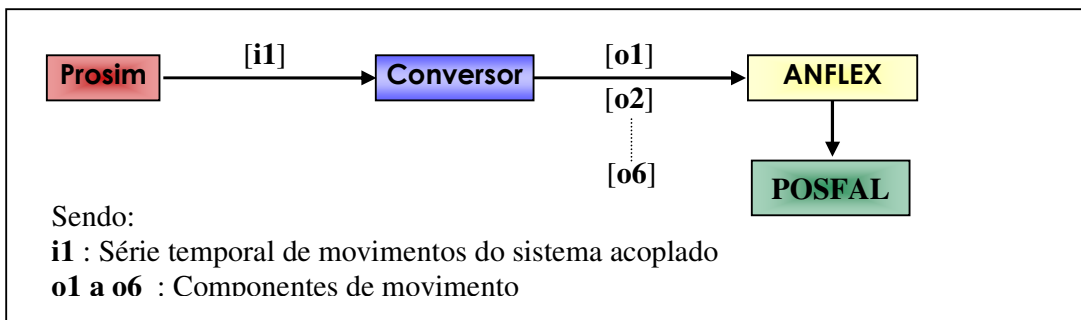 [i1] [o1]
Prosim Conversor ANFLEX
[o2]
[o6]
POSFAL
Sendo:
i1 : Série temporal de movimentos do sistema acoplado
o1 a o6 : Componentes de movimento